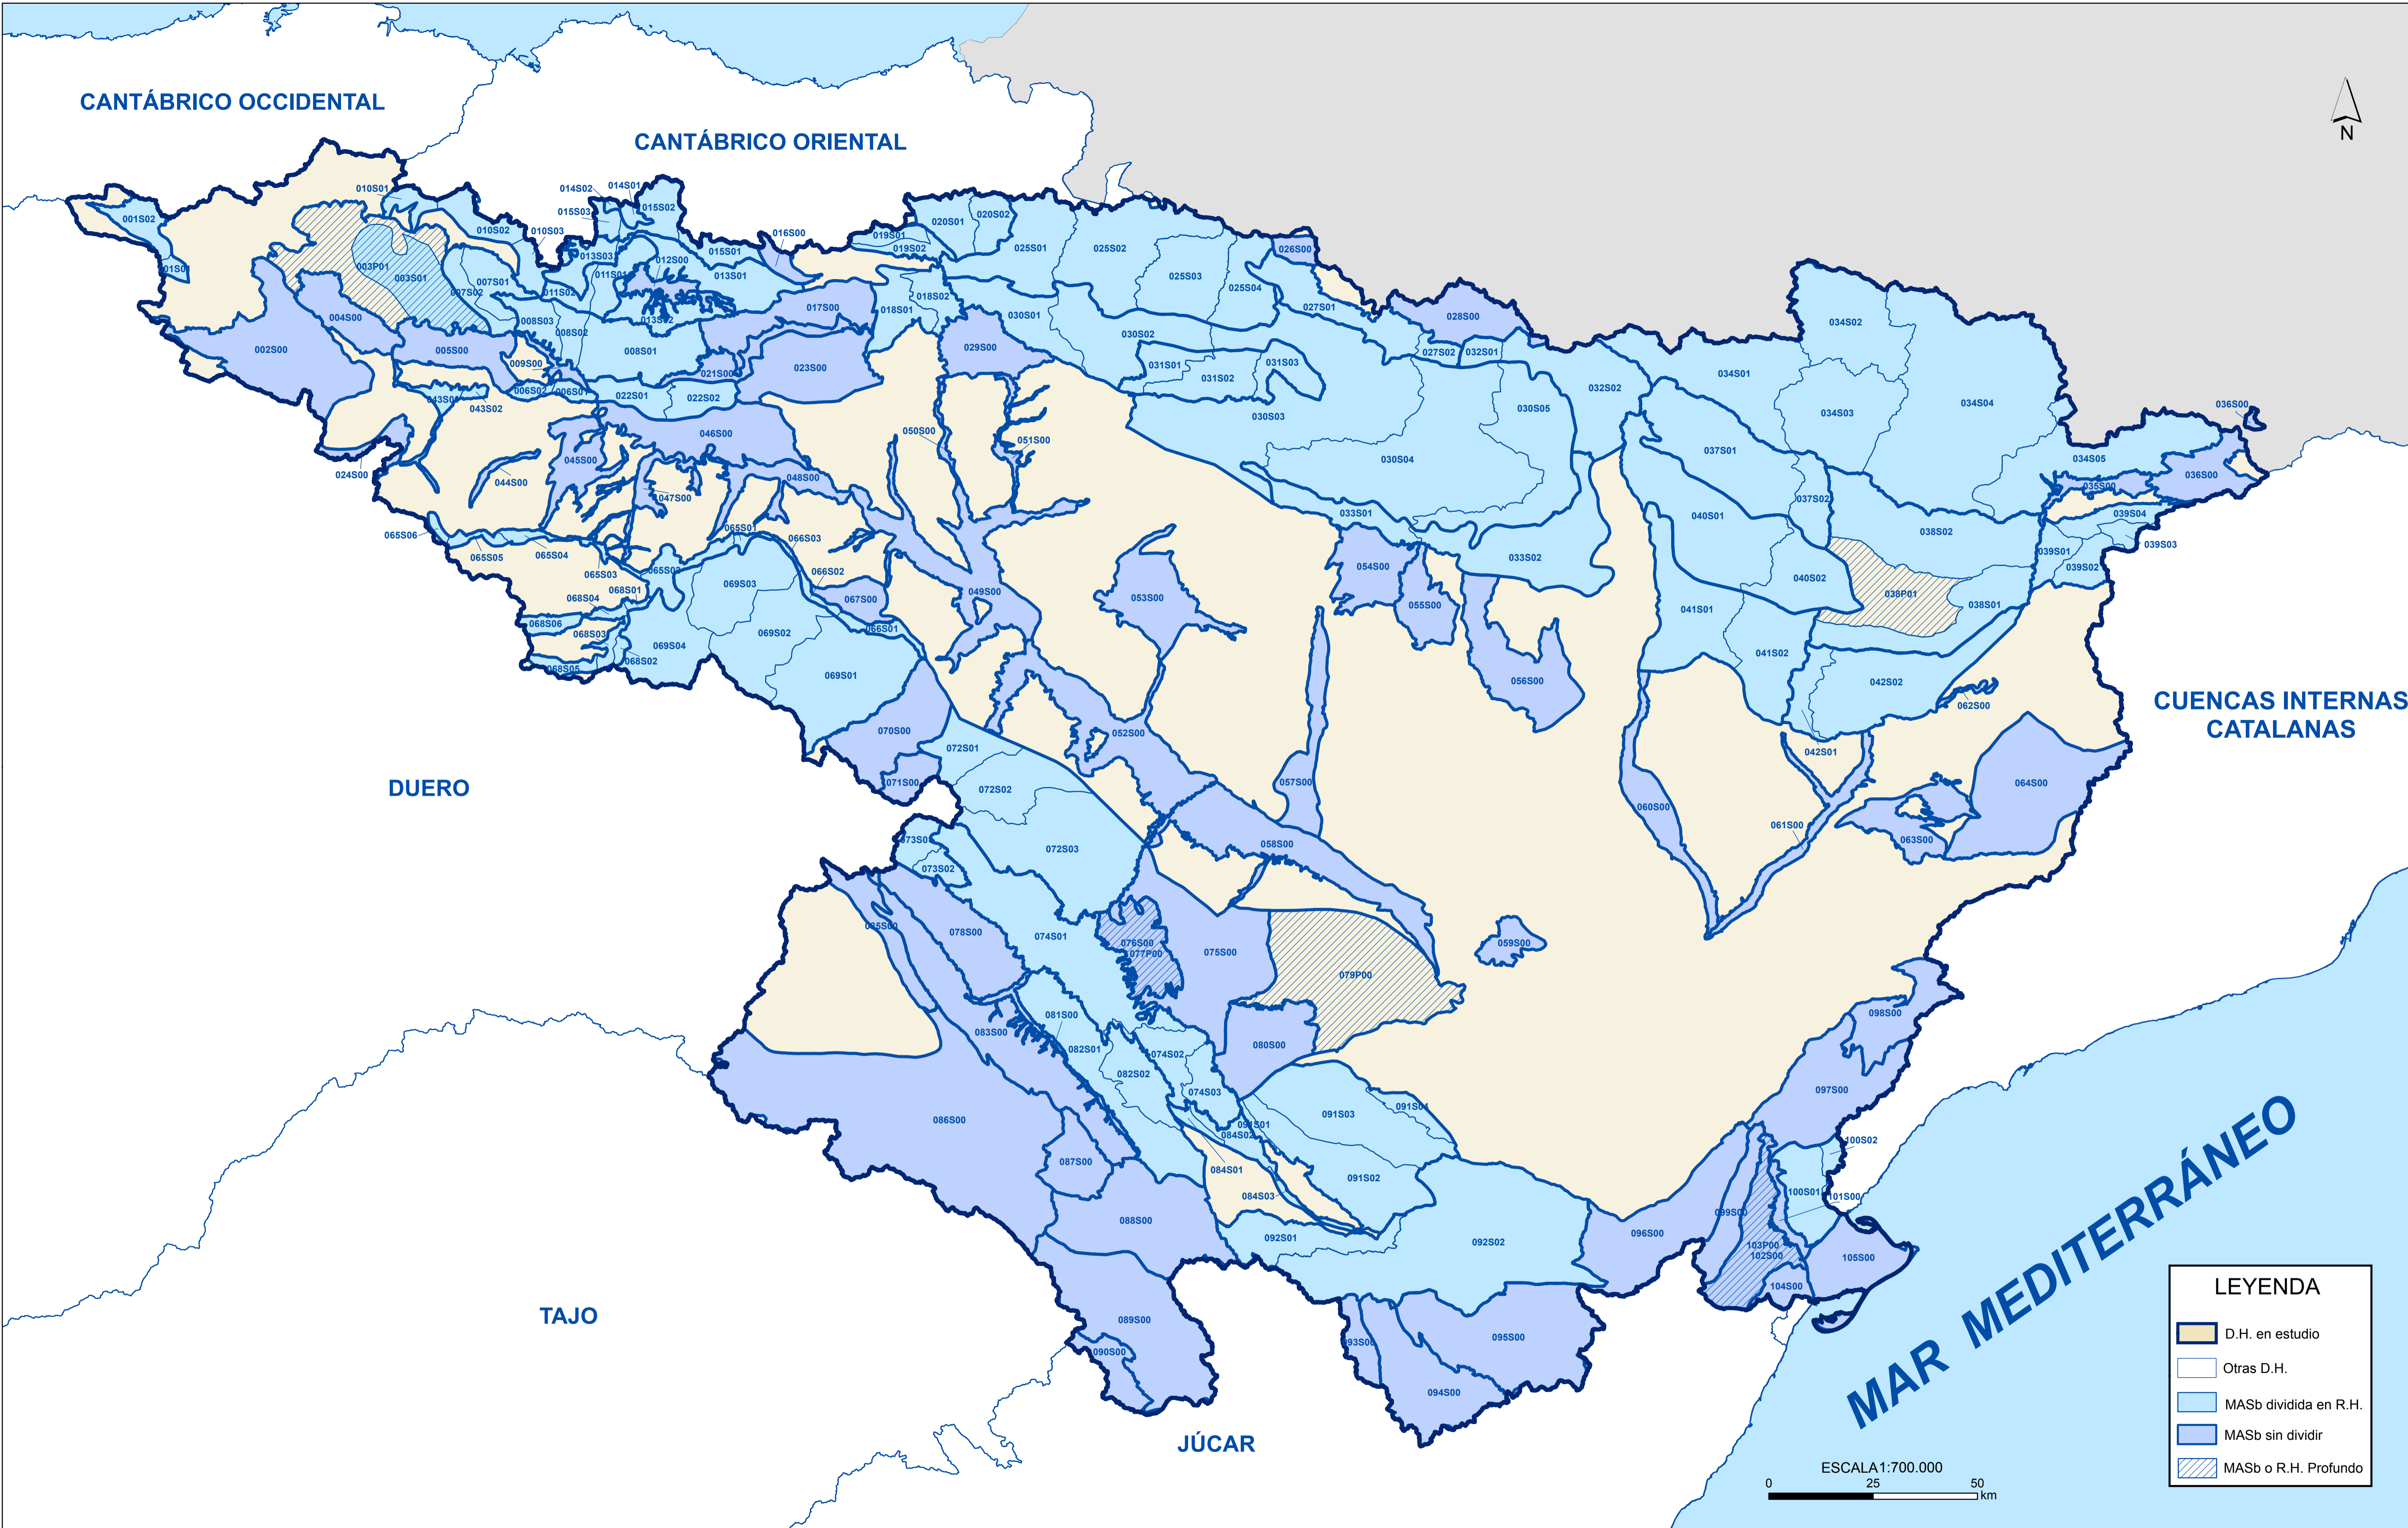 CANTÁBRICO OCCIDENTAL
CANTÁBRICO ORIENTAL
N
010S01
014S02
014S01
001S02
015S03
015S02
010S02
010S03
020S01
020S02
016S00
019S01
019S02
025S01
025S02
026S00
01S01
003P01
003S01
013S03
012S00
015S01
013S01
011S01
007S01
007S02
011S02
025S03
025S04
004S00
018S02
018S01
017S00
030S01
027S01
028S00
034S02
008S03
008S02
013S02
002S00
005S00
008S01
009S00
021S00
023S00
029S00
030S02
031S01
031S02
031S03
027S02
032S01
034S01
032S02
034S03
034S04
006S02
006S01
022S01
022S02
043S01
043S02
030S03
030S05
036S00
046S00
050S00
051S00
045S00
024S00
044S00
047S00
048S00
030S04
037S01
034S05
035S00
036S00
037S02
033S01
040S01
038S02
039S04
039S03
065S06
065S05
065S04
065S03
065S01
066S03
065S02
066S02
069S03
067S00
049S00
053S00
054S00
055S00
033S02
040S02
038P01
038S01
039S01
039S02
068S04
068S01
068S06
068S03
068S05
068S02
069S04
069S02
066S01
069S01
041S01
041S02
056S00
042S02
062S00
CUENCAS INTERNAS
CATALANAS
070S00
072S01
052S00
042S01
DUERO
071S00
072S02
057S00
060S00
061S00
064S00
063S00
073S01
073S02
072S03
058S00
085S00
078S00
074S01
076S00
077P00
075S00
079P00
059S00
081S00
083S00
082S01
082S02
074S02
074S03
080S00
098S00
097S00
086S00
091S03
091S04
091S01
084S02
087S00
084S01
091S02
084S03
100S02
100S01
101S00
099S00
088S00
092S01
092S02
096S00
103P00
102S00
105S00
104S00
TAJO
089S00
090S00
093S00
095S00
094S00
JÚCAR
MAR MEDITERRÁNEO
ESCALA1:700.000
0 25 50
km
LEYENDA
D.H. en estudio
Otras D.H.
MASb dividida en R.H.
MASb sin dividir
MASb o R.H. Profundo